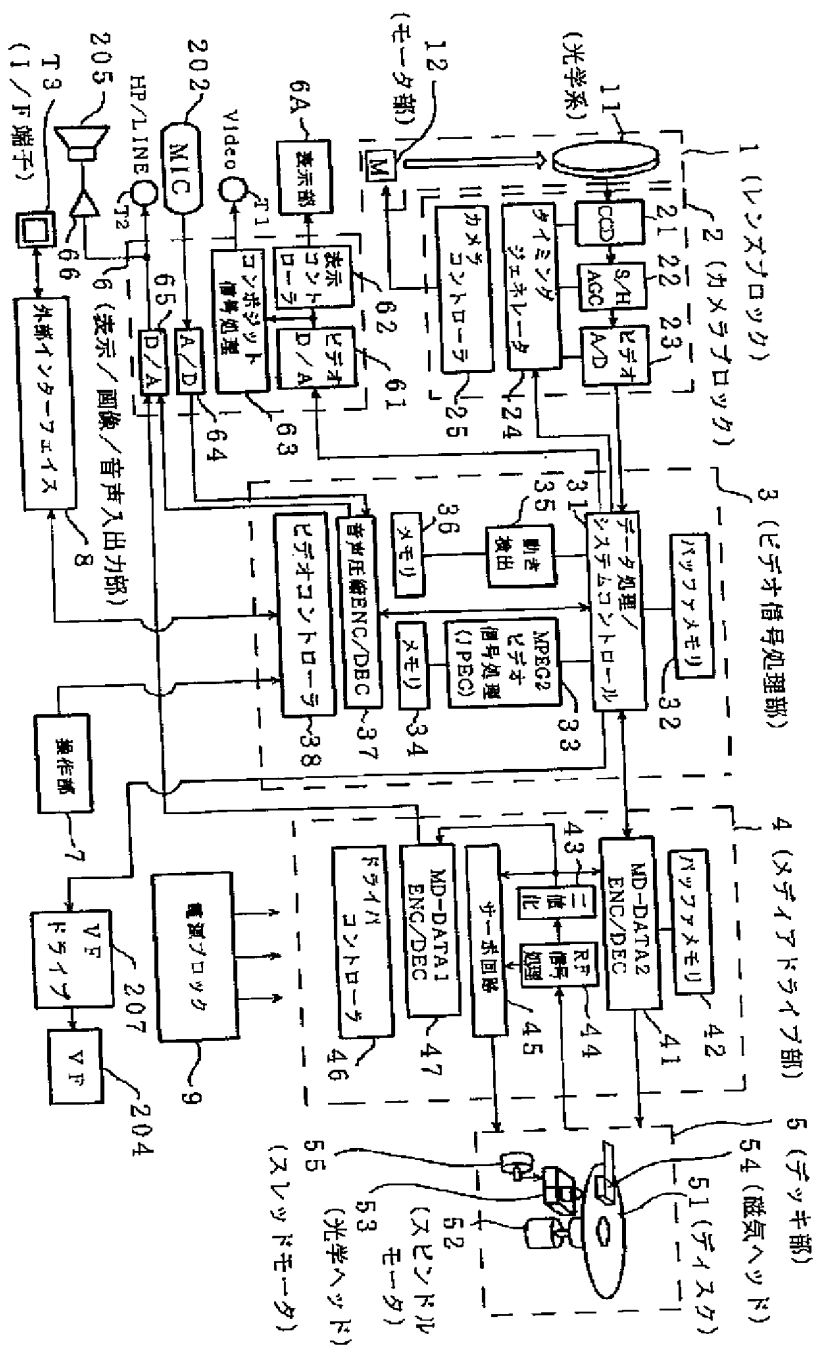 1 (レンズブロック)
2 (カメラブロック)
11
(光学系)
12
(モータ部)
M
CCD
21
S/H
AGC
22
ビデオ
A/D
23
タイミング
ジェネレータ
24
カメラ
コントローラ
25
3 (ビデオ信号処理部)
バッファメモリ
32
データ処理/
システムコントロール
31
動き
検出
35
メモリ
36
MPEG2
ビデオ
信号処理
(JPEG)
33
メモリ
34
音声圧縮ENC/DEC
37
ビデオコントローラ
38
4 (メディアドライブ部)
バッファメモリ
42
MD-DATA2
ENC/DEC
41
二値
化
43
RF
信号
処理
44
サーボ回路
45
MD-DATA1
ENC/DEC
47
ドライバ
コントローラ
46
5 (デッキ部)
54 (磁気ヘッド)
51 (ディスク)
52
(スピンドル
モータ)
53
(光学ヘッド)
55
(スレッドモータ)
6A
表示部
表示
コント
ローラ
62
ビデオ
D/A
61
コンポジット
信号処理
63
Video
T1
MIC
202
A/D
64
D/A
65
HP/LINE
T2
6 (表示/画像/音声入出力部)
205
66
T3
(I/F端子)
外部インターフェイス
8
操作部
7
電源ブロック
9
VF
ドライブ
207
VF
204